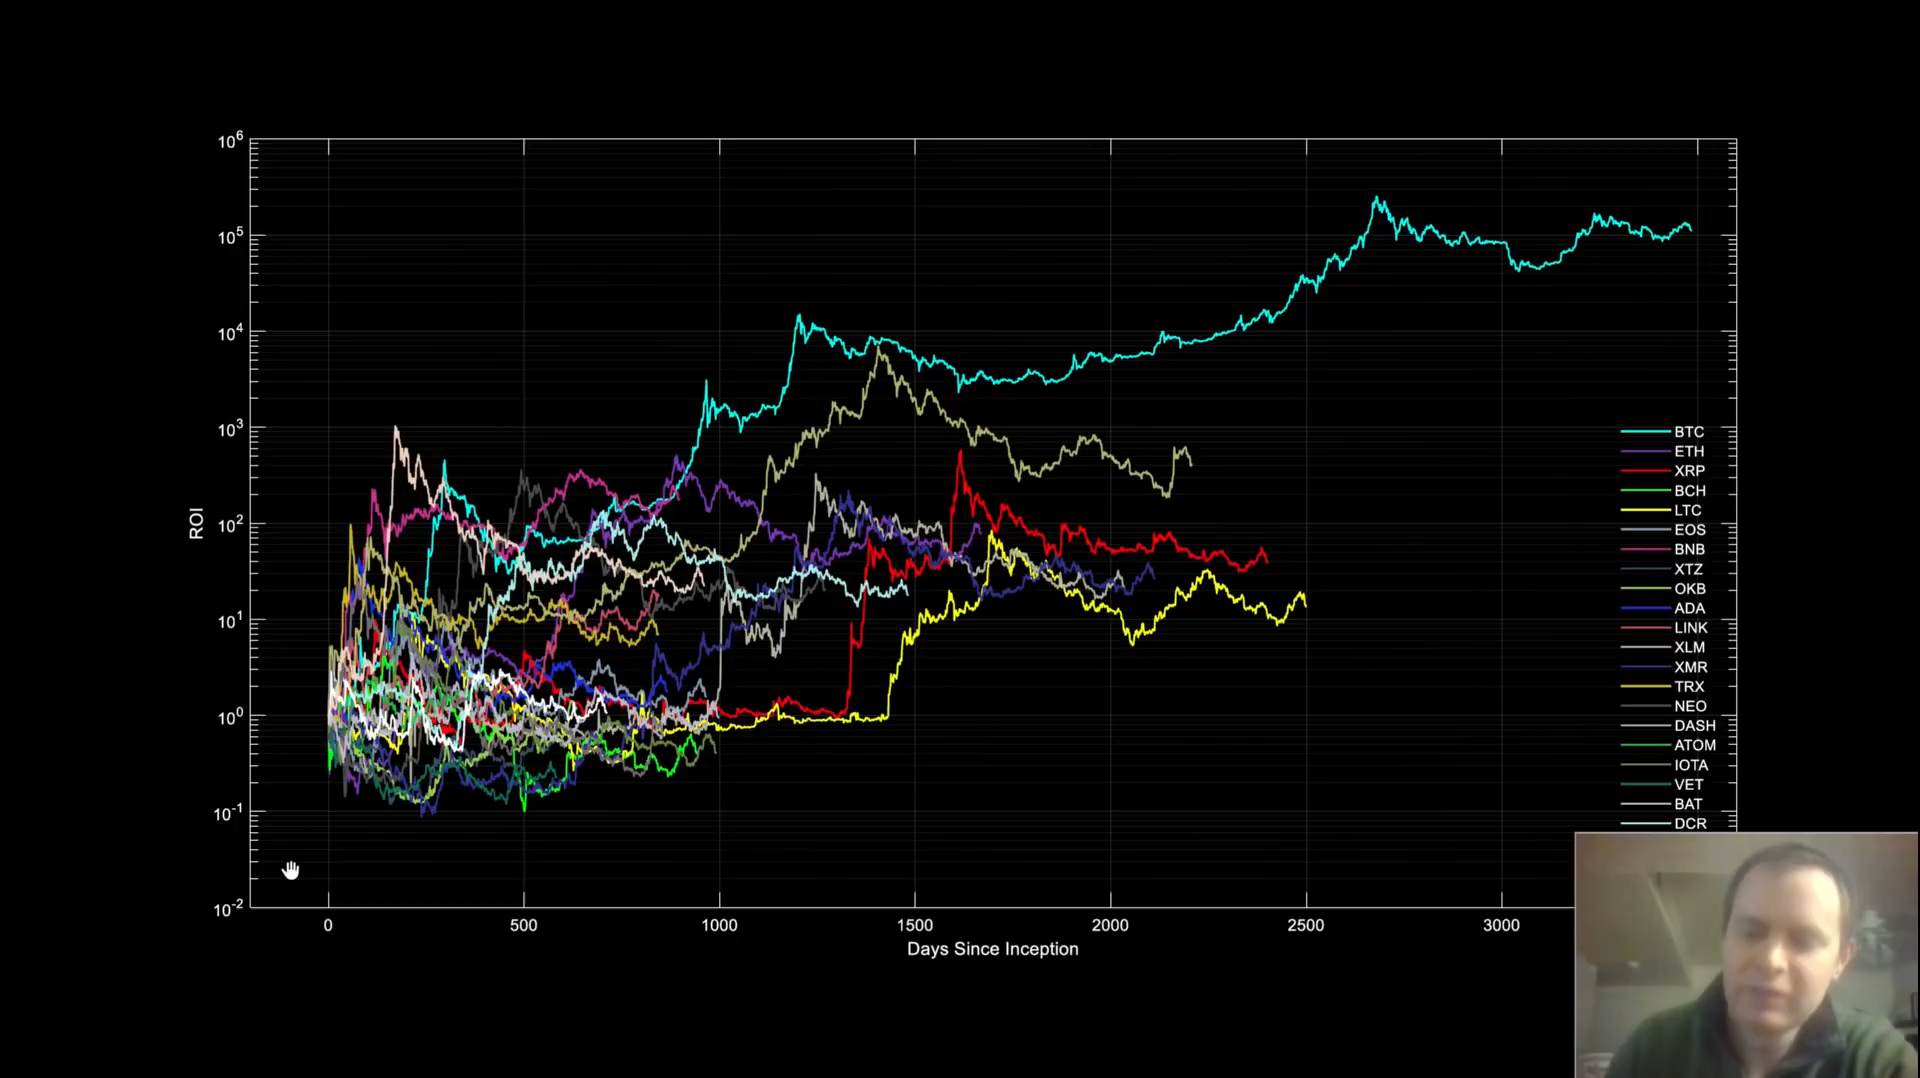 10^6
10^5
10^4
10^3
10^2
10^1
10^0
10^-1
10^-2
ROI
0 500 1000 1500 2000 2500 3000
Days Since Inception
BTC
ETH
XRP
BCH
LTC
EOS
BNB
XTZ
OKB
ADA
LINK
XLM
XMR
TRX
NEO
DASH
ATOM
IOTA
VET
BAT
DCR